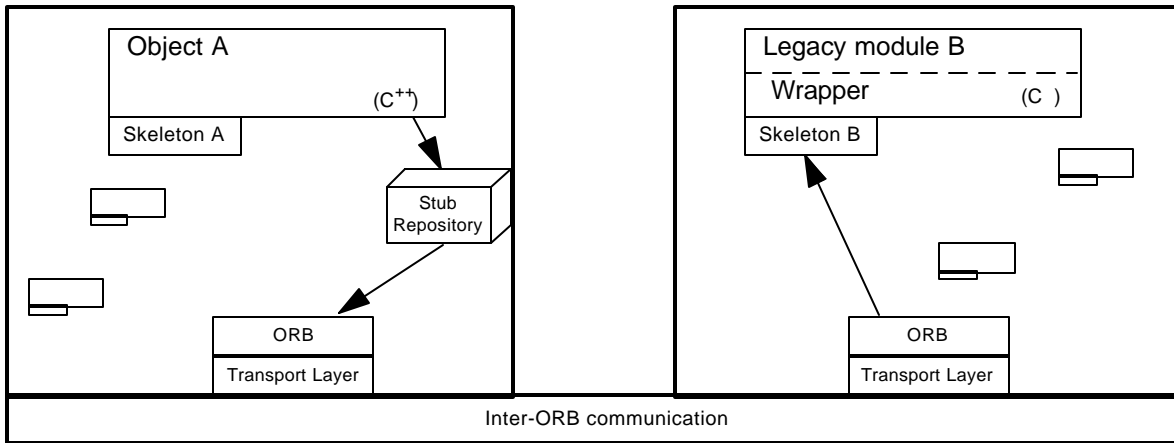 Object A
(C++)
Skeleton A
Stub
Repository
ORB
Transport Layer
Legacy module B
Wrapper
(C )
Skeleton B
ORB
Transport Layer
Inter-ORB communication